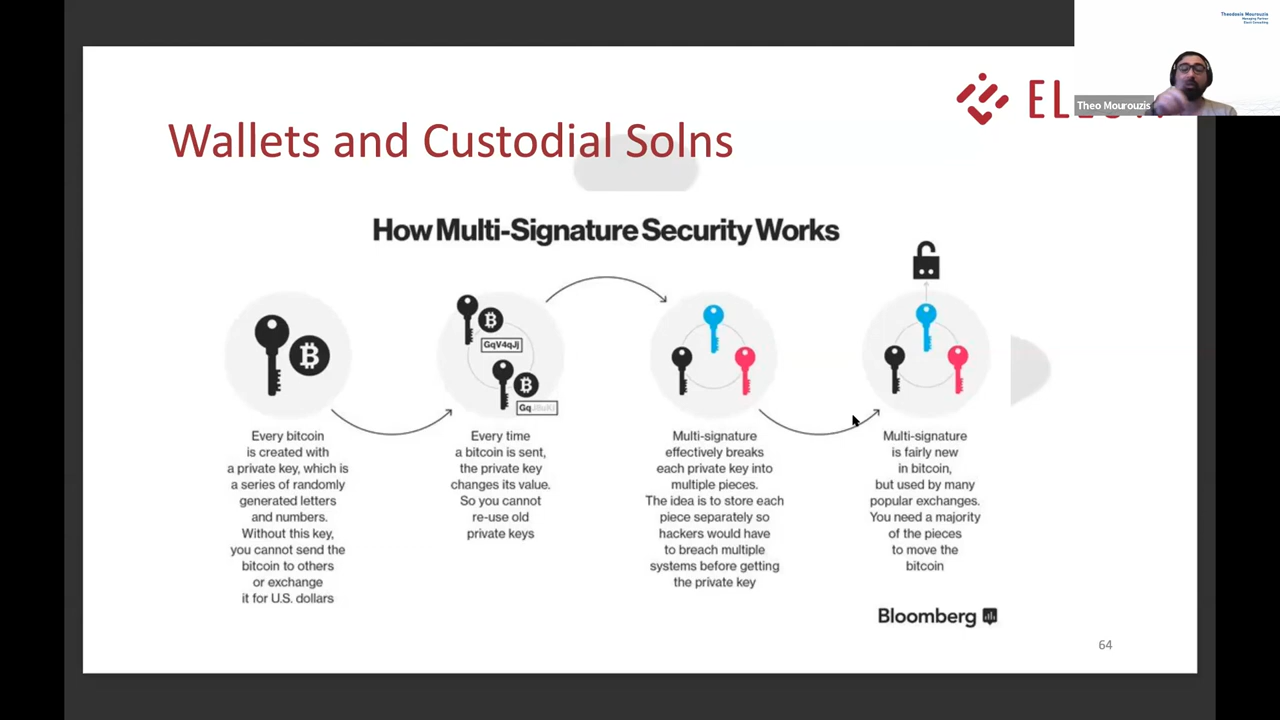 Theodosis Mourouzis
Managing Partner
Theo Mourouzis
Wallets and Custodial Solns
How Multi-Signature Security Works
GqV4qJj
Every bitcoin
is created with
a private key, which is
a series of randomly
generated letters
and numbers.
Without this key,
you cannot send the
bitcoin to others
or exchange
it for U.S. dollars
Every time
a bitcoin is sent,
the private key
changes its value.
So you cannot
re-use old
private keys
Multi-signature
effectively breaks
each private key into
multiple pieces.
The idea is to store each
piece separately so
hackers would have
to breach multiple
systems before getting
the private key
Multi-signature
is fairly new
in bitcoin,
but used by many
popular exchanges.
You need a majority
of the pieces
to move the
bitcoin
Bloomberg
64